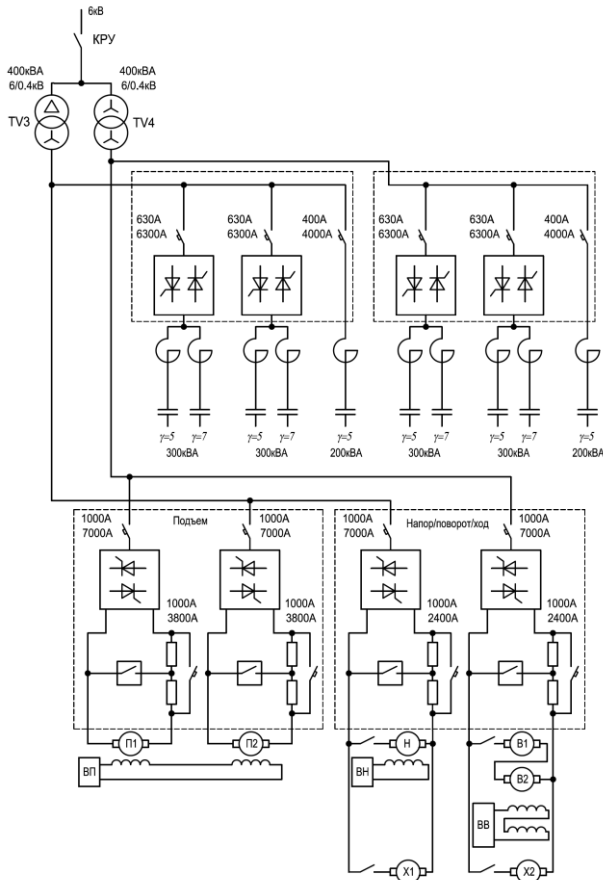 6кВ
КРУ
400кВА 400кВА
6/0.4кВ 6/0.4кВ
TV3 TV4
630А 630А 400А 630А 630А 400А
6300А 6300А 4000А 6300А 6300А 4000А
γ=5 γ=7 γ=5 γ=7 γ=5 γ=5 γ=7 γ=5 γ=7 γ=5
300кВА 300кВА 200кВА 300кВА 300кВА 200кВА
1000А Подъем 1000А 1000А Напор/поворот/ход 1000А
7000А 7000А 7000А 7000А
1000А 1000А 1000А 1000А
3800А 3800А 2400А 2400А
П1 П2 Н В1
ВП ВН В2
ВВ
Х1 Х2